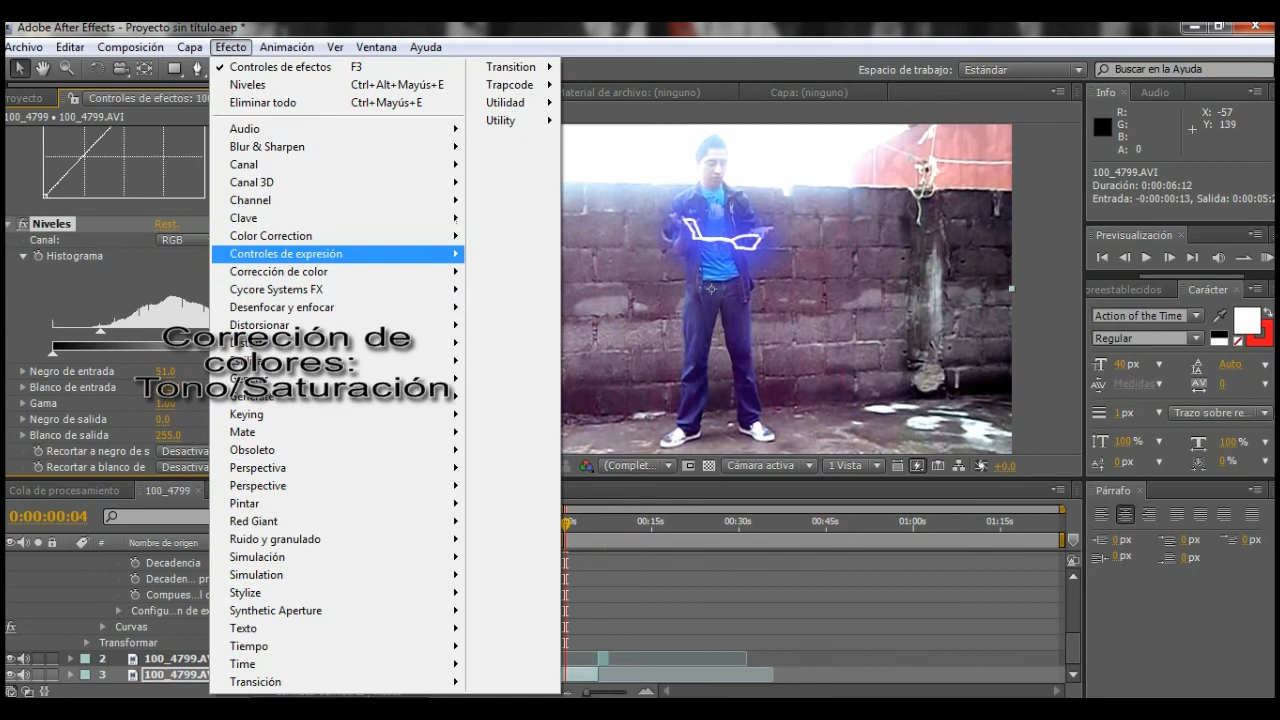 Adobe After Effects - Proyecto sin título.aep *
Archivo Editar Composición Capa Efecto Animación Ver Ventana Ayuda
Espacio de trabajo: Estándar
Buscar en la Ayuda
royecto Controles de efectos: 10
100_4799 • 100_4799.AVI
Niveles Rest.
Canal: RGB
Histograma
Negro de entrada 51.0
Blanco de entrada
Gama 1.00
Negro de salida 0.0
Blanco de salida 255.0
Recortar a negro de s Desactiva
Recortar a blanco de Desactiva
Controles de efectos F3
Niveles Ctrl+Alt+Mayús+E
Eliminar todo Ctrl+Mayús+E
Audio
Blur & Sharpen
Canal
Canal 3D
Channel
Clave
Color Correction
Controles de expresión
Corrección de color
Cycore Systems FX
Desenfocar y enfocar
Distorsionar
Correción de
colores:
Tono/Saturación
Generate
Keying
Mate
Obsoleto
Perspectiva
Perspective
Pintar
Red Giant
Ruido y granulado
Simulación
Simulation
Stylize
Synthetic Aperture
Texto
Tiempo
Time
Transición
Transition
Trapcode
Utilidad
Utility
Material de archivo: (ninguno) Capa: (ninguno)
(Complet... Cámara activa 1 Vista +0.0
Info Audio
R:
G:
B:
A: 0
X: -57
Y: 139
100_4799.AVI
Duración: 0:00:06:12
Entrada: -0:00:00:13, Salida: 0:00:05:2
Previsualización
preestablecidos Carácter
Action of the Time
Regular
40 px Auto
Medidas 0
1 px Trazo sobre re...
100 % 100 %
0 px 0 %
Párrafo
0 px 0 px 0 px
0 px 0 px
Cola de procesamiento 100_4799
0:00:00:04
# Nombre de origen
Decadencia
Decaden... pr
Compues...l c
Configu...n de ex
Curvas
Transformar
2 100_4799.AV
3 100_4799.AV
0s 00:15s 00:30s 00:45s 01:00s 01:15s